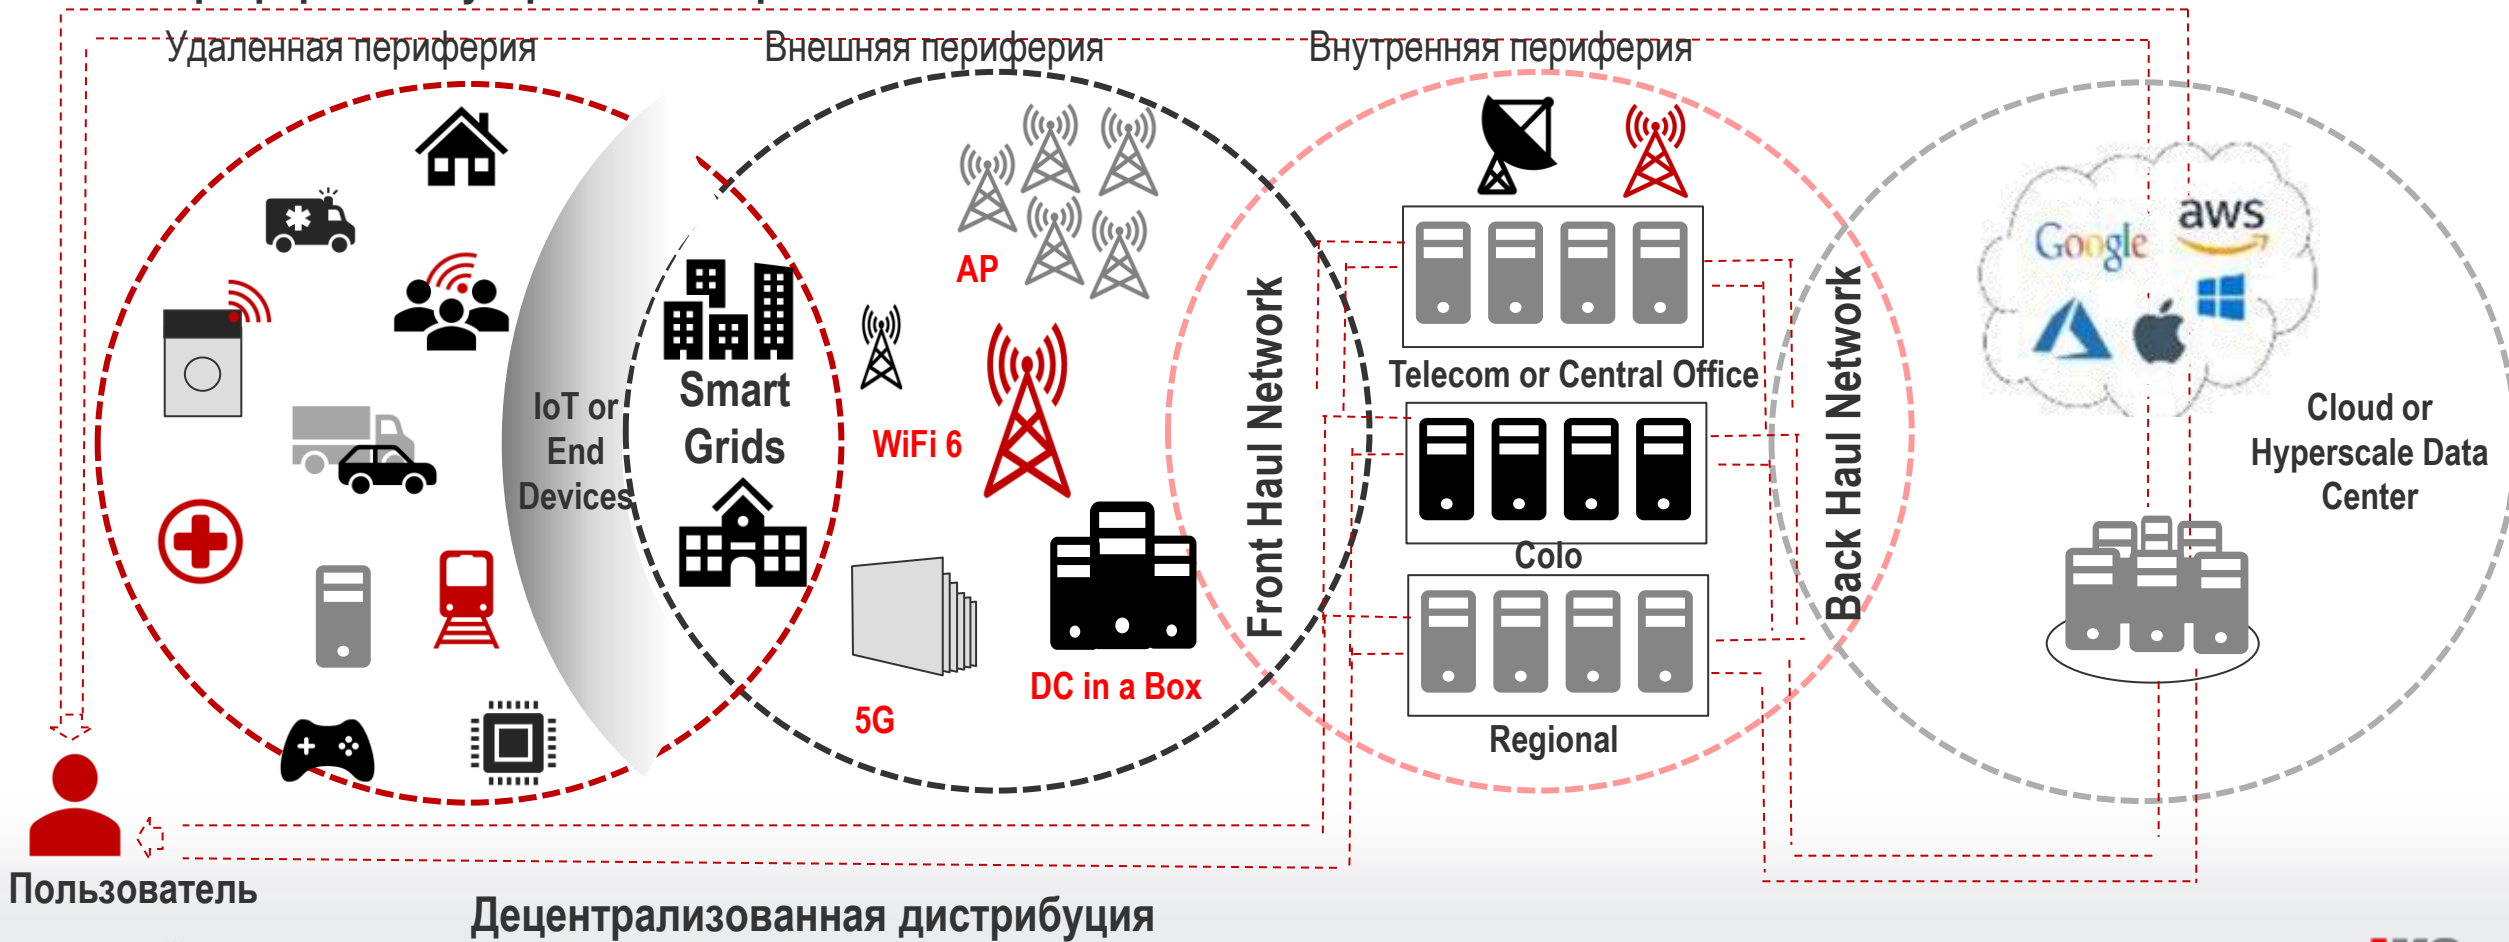 Удаленная периферия
Внешняя периферия
Внутренняя периферия
aws
Google
AP
IoT or
End
Devices
Smart
Grids
WiFi 6
5G
DC in a Box
Front Haul Network
Telecom or Central Office
Colo
Regional
Back Haul Network
Cloud or
Hyperscale Data
Center
Пользователь
Децентрализованная дистрибуция